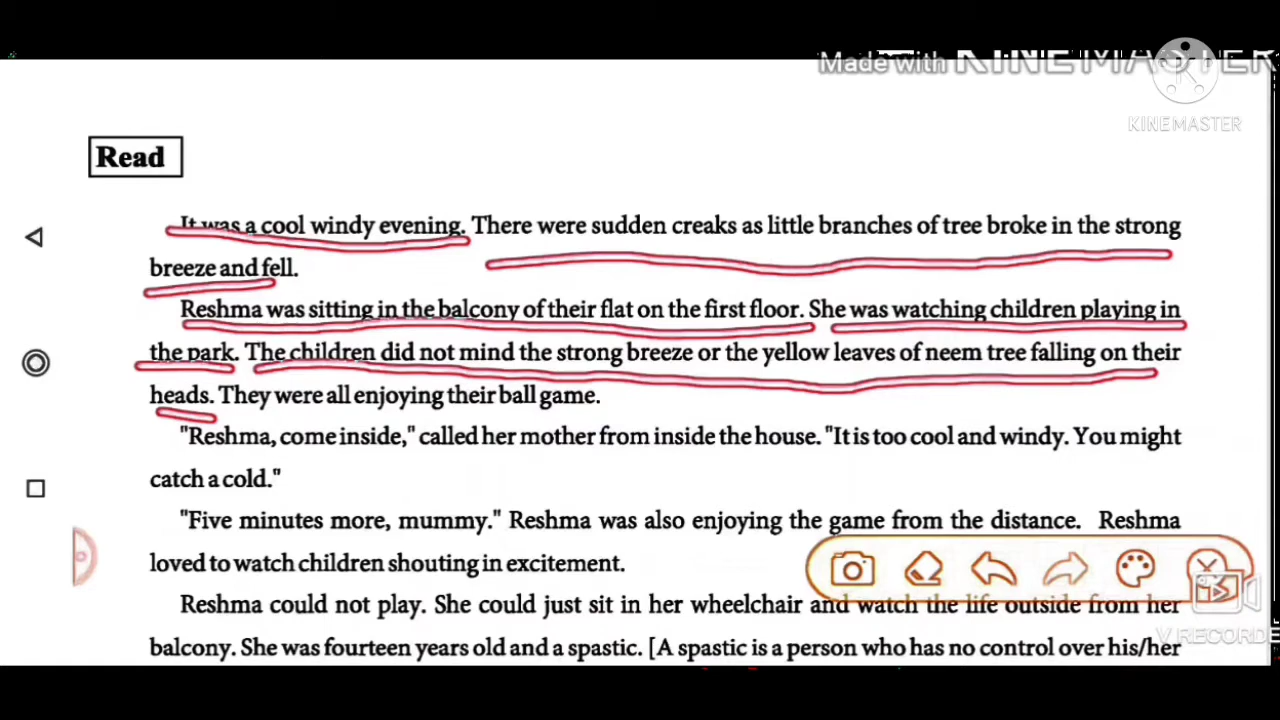 Made with KINEMASTER
KINEMASTER
Read
It was a cool windy evening. There were sudden creaks as little branches of tree broke in the strong
breeze and fell.
Reshma was sitting in the balcony of their flat on the first floor. She was watching children playing in
the park. The children did not mind the strong breeze or the yellow leaves of neem tree falling on their
heads. They were all enjoying their ball game.
"Reshma, come inside," called her mother from inside the house. "It is too cool and windy. You might
catch a cold."
"Five minutes more, mummy." Reshma was also enjoying the game from the distance. Reshma
loved to watch children shouting in excitement.
Reshma could not play. She could just sit in her wheelchair and watch the life outside from her
V RECORDE
balcony. She was fourteen years old and a spastic. [A spastic is a person who has no control over his/her